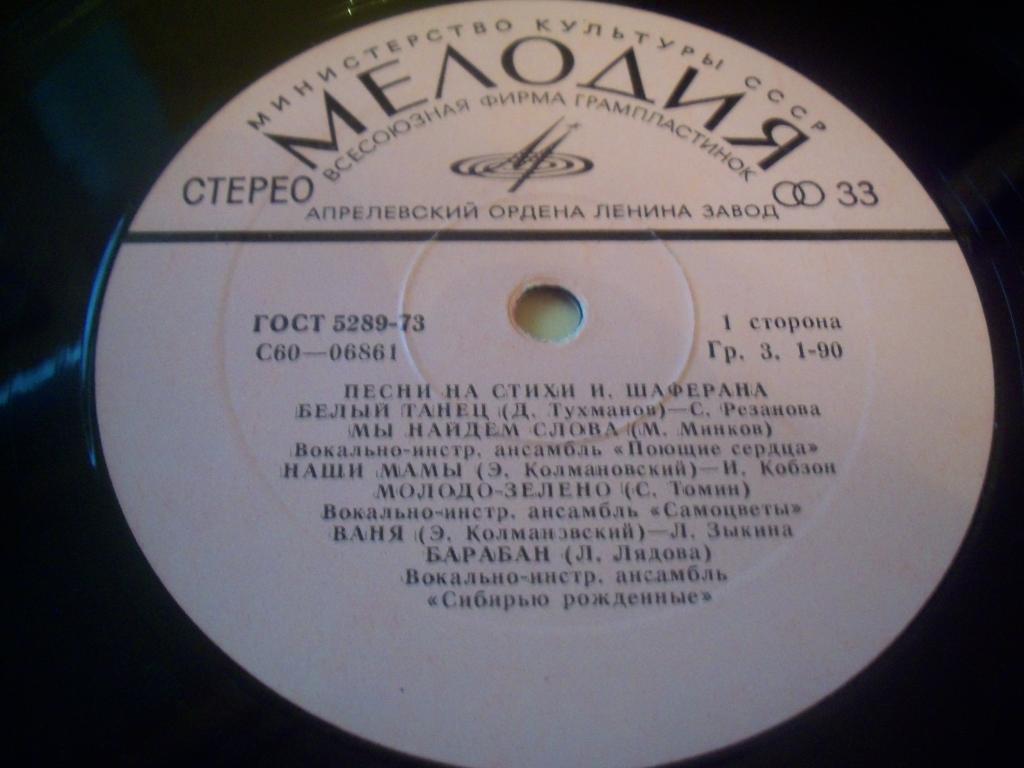 МИНИСТЕРСТВО КУЛЬТУРЫ СССР
МЕЛОДИЯ
ВСЕСОЮЗНАЯ ФИРМА ГРАМПЛАСТИНОК
СТЕРЕО 33
АПРЕЛЕВСКИЙ ОРДЕНА ЛЕНИНА ЗАВОД
ГОСТ 5289-73 1 сторона
С60—06861 Гр. 3. 1-90
ПЕСНИ НА СТИХИ И. ШАФЕРАНА
БЕЛЫЙ ТАНЕЦ (Д. Тухманов)—С. Резанова
МЫ НАЙДЕМ СЛОВА (М. Минков)
Вокально-инстр. ансамбль «Поющие сердца»
НАШИ МАМЫ (Э. Колмановский)—И. Кобзон
МОЛОДО-ЗЕЛЕНО (С. Томин)
Вокально-инстр. ансамбль «Самоцветы»
ВАНЯ (Э. Колмановский)—Л. Зыкина
БАРАБАН (Л. Лядова)
Вокально-инстр. ансамбль
«Сибирью рожденные»